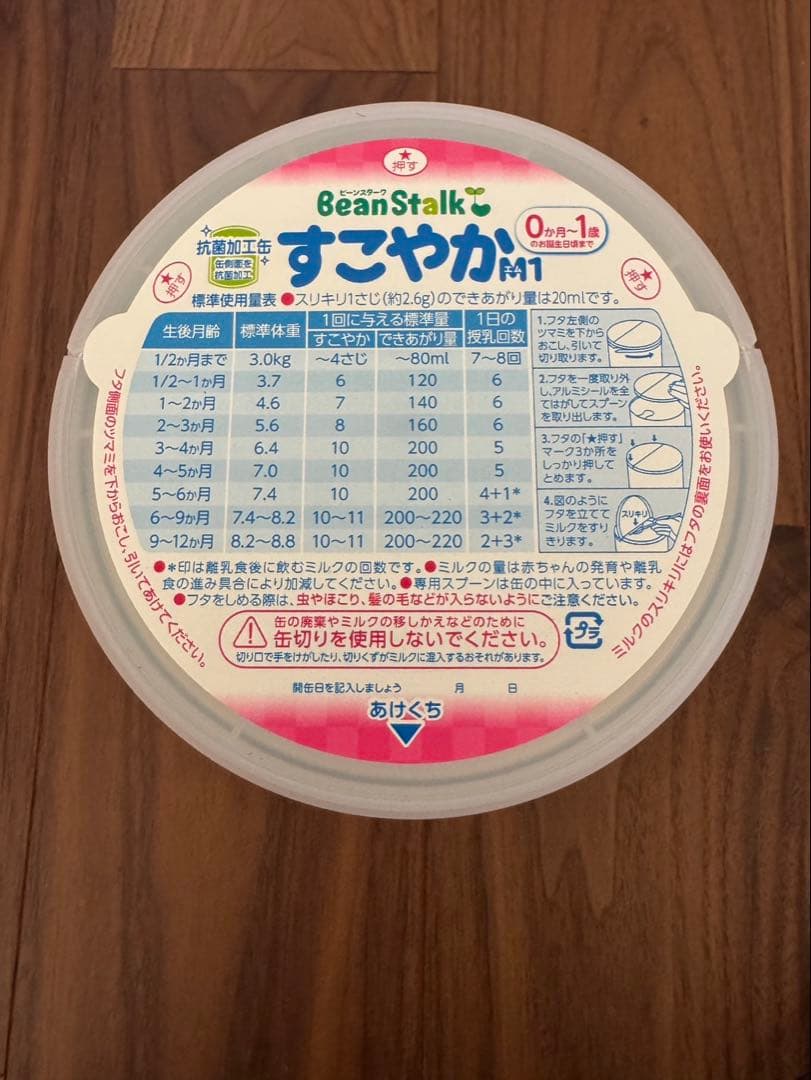 ★押す
ビーンスターク
BeanStalk
抗菌加工缶
缶側面を
抗菌加工
すこやかM1
エムワン
0か月〜1歳
のお誕生日頃まで
★押す
★押す
標準使用量表 ●スリキリ1さじ(約2.6g)のできあがり量は20mlです。
生後月齢 標準体重 1回に与える標準量 1日の授乳回数
すこやか できあがり量
1/2か月まで 3.0kg 〜4さじ 〜80ml 7〜8回
1/2〜1か月 3.7 6 120 6
1〜2か月 4.6 7 140 6
2〜3か月 5.6 8 160 6
3〜4か月 6.4 10 200 5
4〜5か月 7.0 10 200 5
5〜6か月 7.4 10 200 4+1*
6〜9か月 7.4〜8.2 10〜11 200〜220 3+2*
9〜12か月 8.2〜8.8 10〜11 200〜220 2+3*
1.フタ左側の
ツマミを下から
おこし、引いて
切り取ります。
2.フタを一度取り外
し、アルミシールを全
てはがしてスプーン
を取り出します。
3.フタの「★押す」
マーク3か所を
しっかり押して
とめます。
4.図のように
フタを立てて
ミルクをすり
きります。
スリキリ
●*印は離乳食後に飲むミルクの回数です。●ミルクの量は赤ちゃんの発育や離乳
食の進み具合により加減してください。●専用スプーンは缶の中に入っています。
●フタをしめる際は、虫やほこり、髪の毛などが入らないようにご注意ください。
缶の廃棄やミルクの移しかえなどのために
缶切りを使用しないでください。
切り口で手をけがしたり、切りくずがミルクに混入するおそれがあります。
プラ
開缶日を記入しましょう 月 日
あけくち
フタ側面のツマミを下からおこし、引いてあけてください。
ミルクのスリキリにはフタの裏面をお使いください。